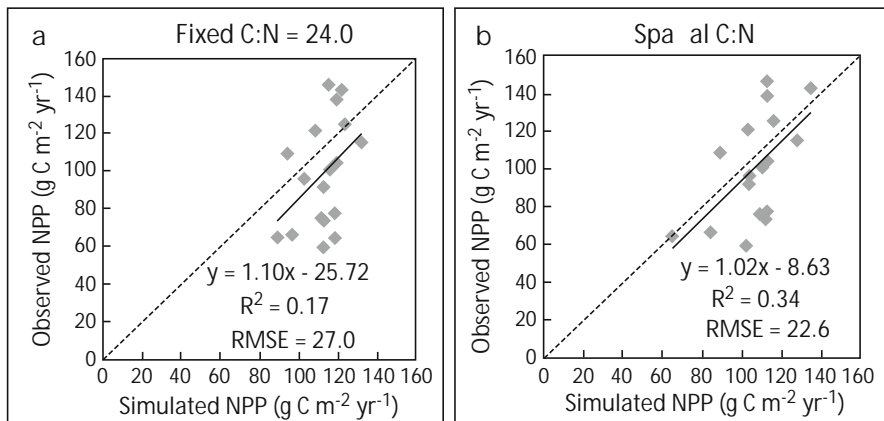 a Fixed C:N = 24.0
160
140
120
100
80
60
40
20
0
Observed NPP (g C m-2 yr-1)
y = 1.10x - 25.72
R2 = 0.17
RMSE = 27.0
0 20 40 60 80 100 120 140 160
Simulated NPP (g C m-2 yr-1)
b Spa al C:N
160
140
120
100
80
60
40
20
0
Observed NPP (g C m-2 yr-1)
y = 1.02x - 8.63
R2 = 0.34
RMSE = 22.6
0 20 40 60 80 100 120 140 160
Simulated NPP (g C m-2 yr-1)